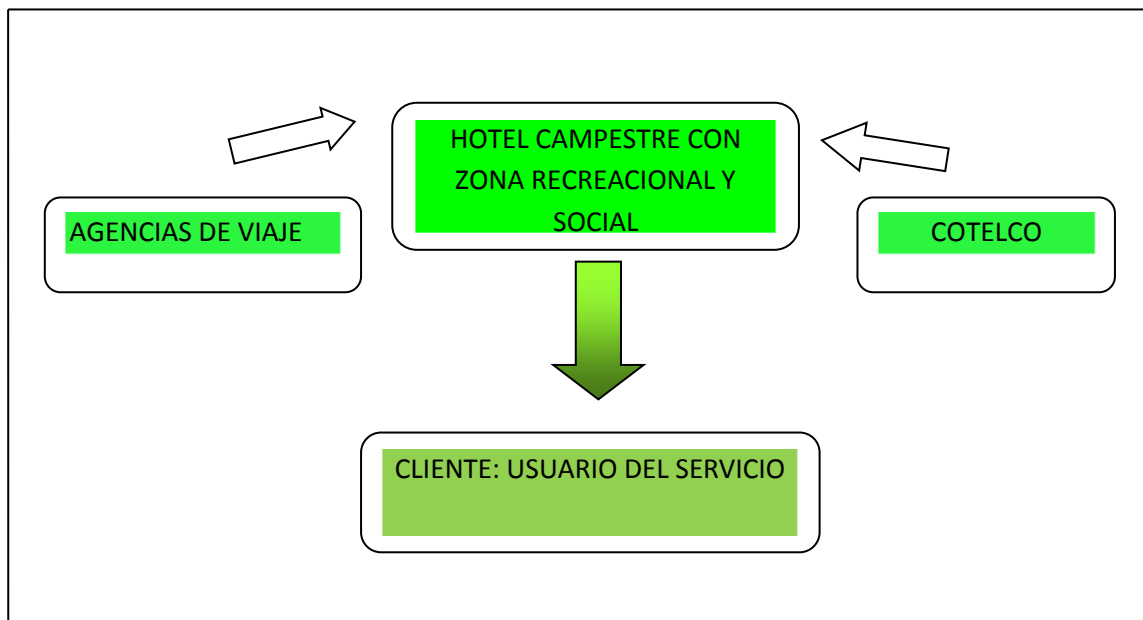 HOTEL CAMPESTRE CON
ZONA RECREACIONAL Y
SOCIAL
AGENCIAS DE VIAJE
COTELCO
CLIENTE: USUARIO DEL SERVICIO